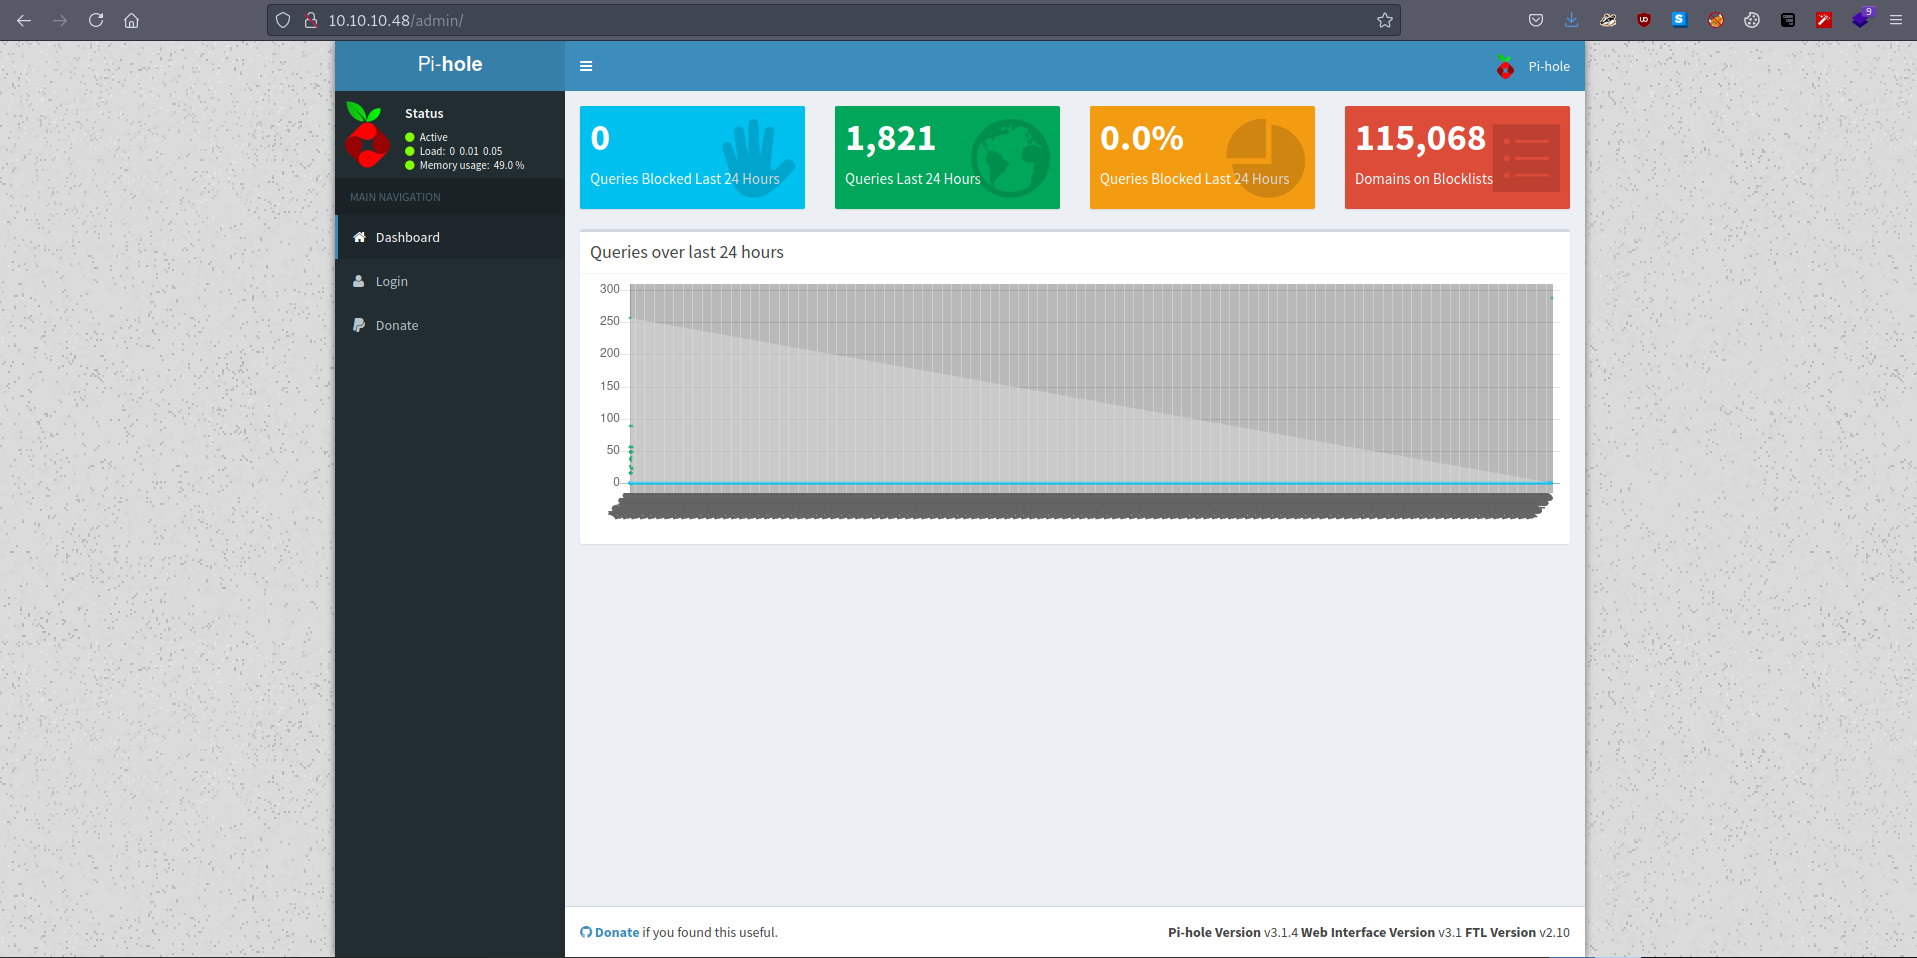 10.10.10.48/admin/
9
Pi-hole
Pi-hole
Status
Active
Load: 0 0.01 0.05
Memory usage: 49.0 %
MAIN NAVIGATION
Dashboard
Login
Donate
0
Queries Blocked Last 24 Hours
1,821
Queries Last 24 Hours
0.0%
Queries Blocked Last 24 Hours
115,068
Domains on Blocklists
Queries over last 24 hours
300
250
200
150
100
50
0
Donate if you found this useful.
Pi-hole Version v3.1.4 Web Interface Version v3.1 FTL Version v2.10